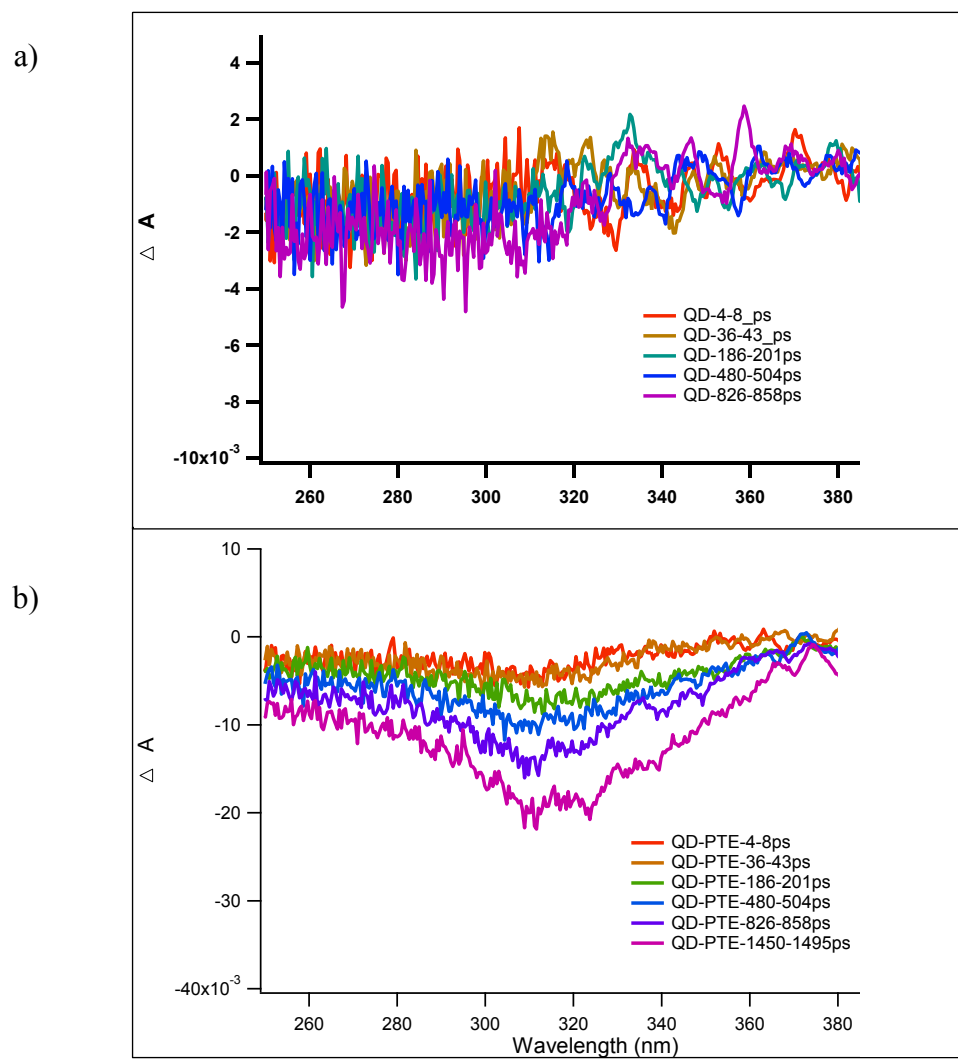 a)
4
2
0
-2
-4
-6
-8
-10x10-3
△ A
QD-4-8_ps
QD-36-43_ps
QD-186-201ps
QD-480-504ps
QD-826-858ps
260 280 300 320 340 360 380
b)
10
0
-10
-20
-30
-40x10-3
△ A
QD-PTE-4-8ps
QD-PTE-36-43ps
QD-PTE-186-201ps
QD-PTE-480-504ps
QD-PTE-826-858ps
QD-PTE-1450-1495ps
260 280 300 320 340 360 380
Wavelength (nm)